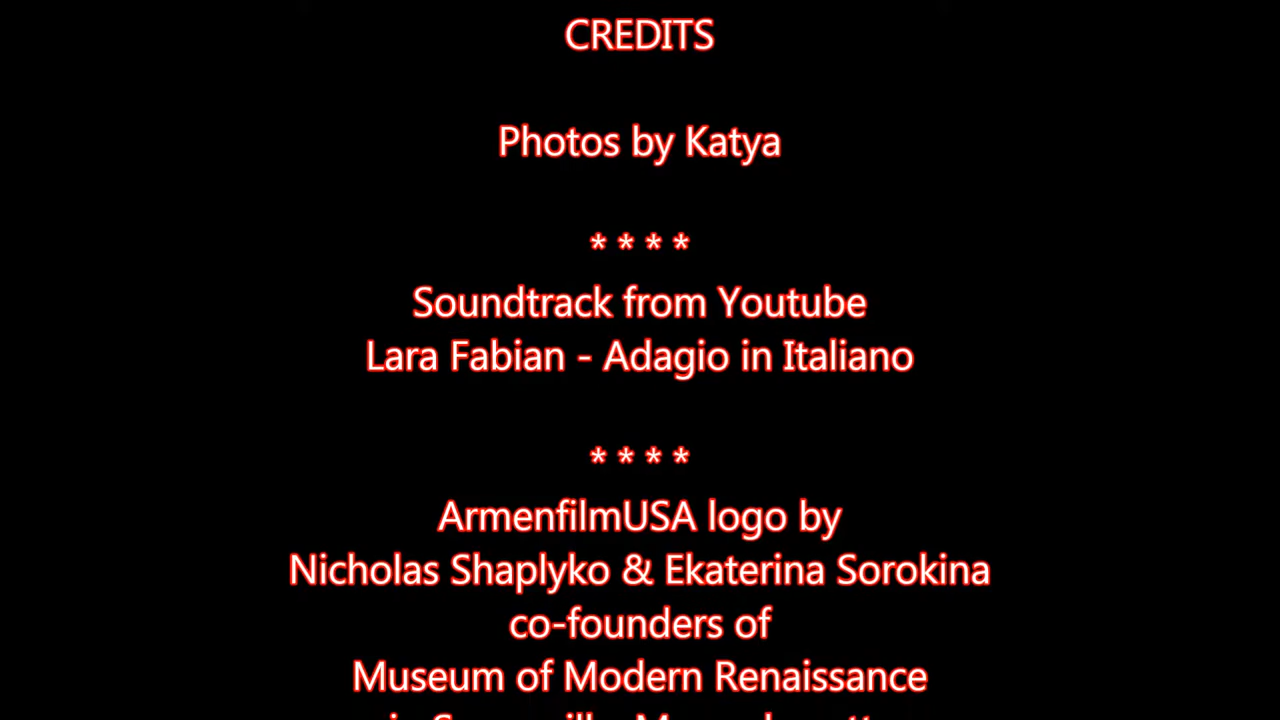 CREDITS
Photos by Katya
* * * *
Soundtrack from Youtube
Lara Fabian - Adagio in Italiano
* * * *
ArmenfilmUSA logo by
Nicholas Shaplyko & Ekaterina Sorokina
co-founders of
Museum of Modern Renaissance